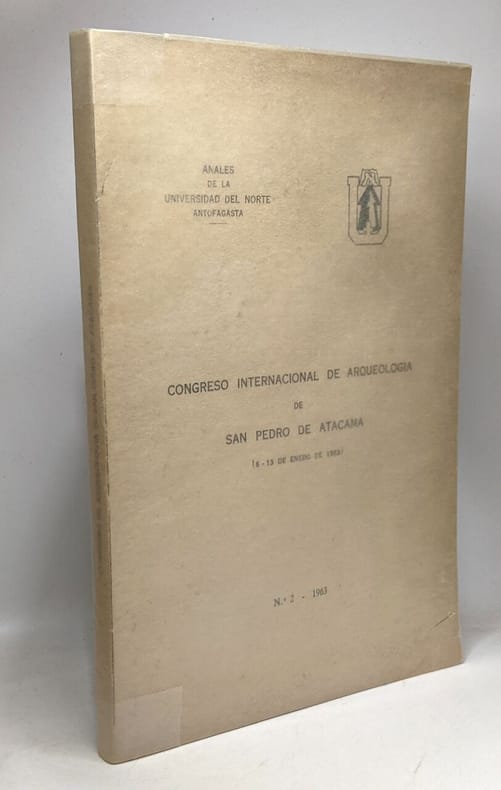 ANALES
DE LA
UNIVERSIDAD DEL NORTE
ANTOFAGASTA
CONGRESO INTERNACIONAL DE ARQUEOLOGIA
DE
SAN PEDRO DE ATACAMA
(6 - 13 DE ENERO DE 1963)
N.º 2 - 1963